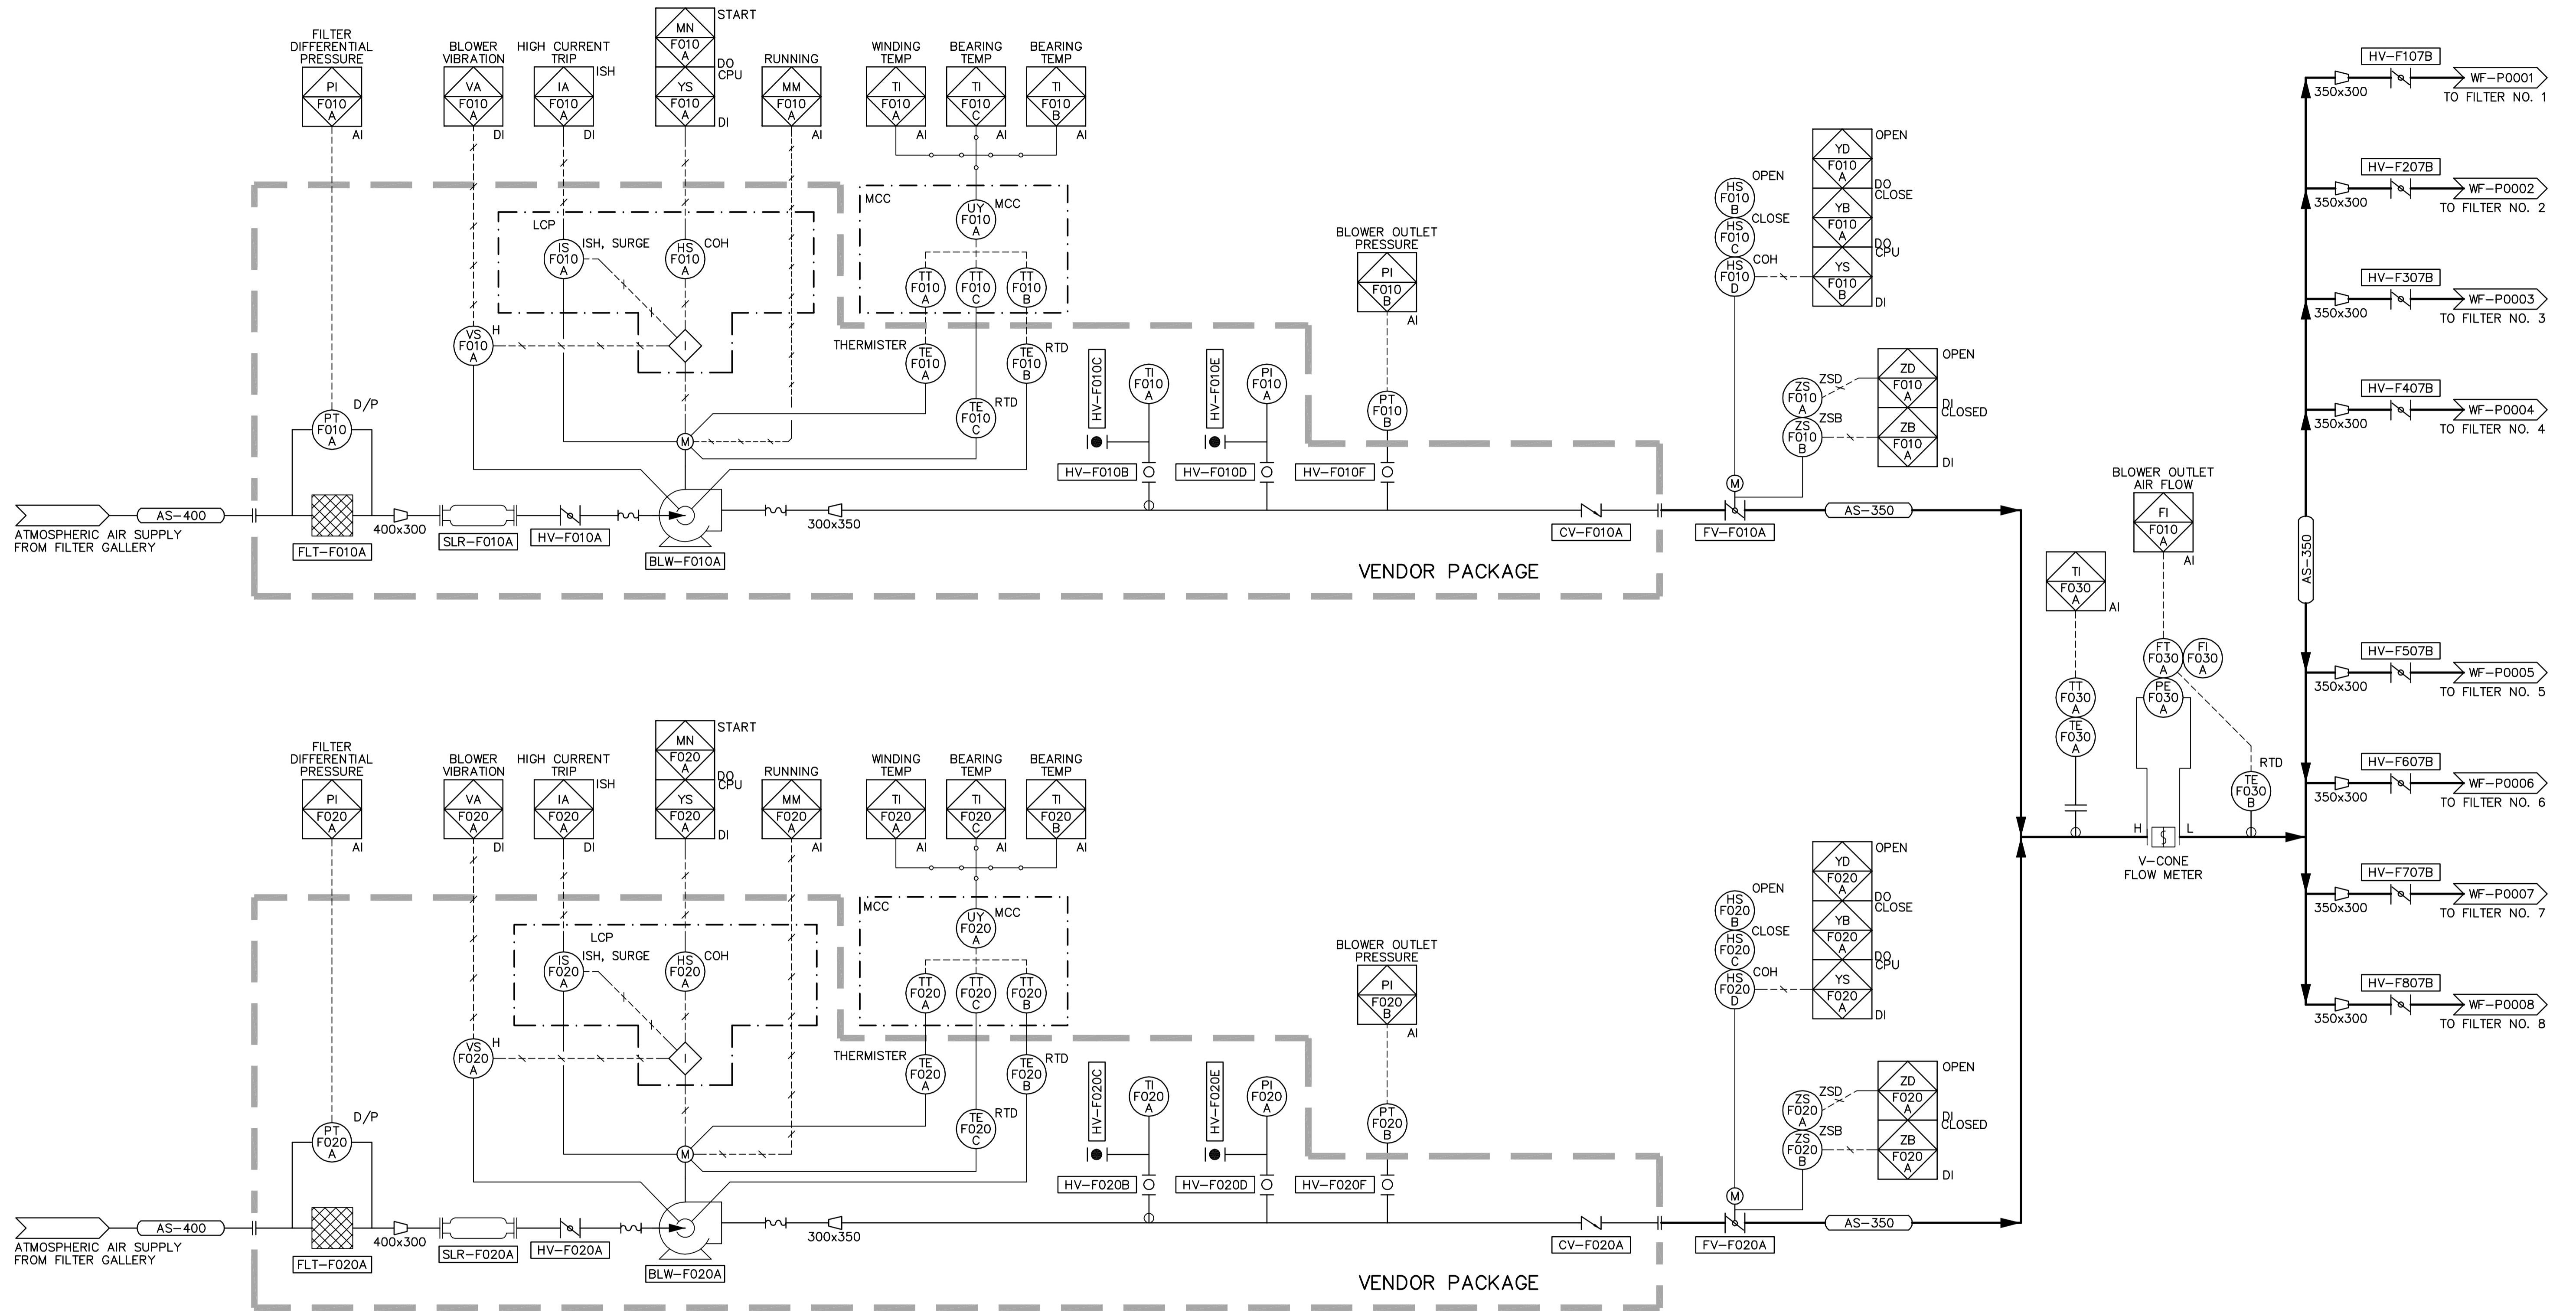 FILTER
DIFFERENTIAL
PRESSURE
PI
F010
A
AI
BLOWER
VIBRATION
VA
F010
A
DI
HIGH CURRENT
TRIP
ISH
IA
F010
A
DI
START
MN
F010
A
DO
CPU
YS
F010
A
DI
RUNNING
MM
F010
A
AI
WINDING
TEMP
TI
F010
A
AI
BEARING
TEMP
TI
F010
C
AI
BEARING
TEMP
TI
F010
B
AI
LCP
IS
F010
A
ISH, SURGE
HS
F010
A
COH
I
VS
F010
A
H
MCC
UY
F010
A
MCC
TT
F010
A
TT
F010
C
TT
F010
B
THERMISTER
TE
F010
A
TE
F010
B
RTD
TE
F010
C
RTD
M
PT
F010
A
D/P
HV-F010C
TI
F010
A
HV-F010E
PI
F010
A
BLOWER OUTLET
PRESSURE
PI
F010
B
AI
PT
F010
B
HV-F010B
HV-F010D
HV-F010F
OPEN
HS
F010
B
CLOSE
HS
F010
C
COH
HS
F010
D
OPEN
YD
F010
A
DO
CLOSE
YB
F010
A
DO
CPU
YS
F010
B
DI
ZSD
ZS
F010
A
ZSB
ZS
F010
B
OPEN
ZD
F010
A
DI
CLOSED
ZB
F010
A
DI
M
ATMOSPHERIC AIR SUPPLY
FROM FILTER GALLERY
AS-400
FLT-F010A
400x300
SLR-F010A
HV-F010A
BLW-F010A
300x350
CV-F010A
FV-F010A
AS-350
VENDOR PACKAGE
TI
F030
A
AI
TT
F030
A
TE
F030
A
BLOWER OUTLET
AIR FLOW
FI
F010
A
AI
FT
F030
A
FI
F030
A
PE
F030
A
RTD
TE
F030
B
H
$
L
V-CONE
FLOW METER
AS-350
HV-F107B
350x300
WF-P0001
TO FILTER NO. 1
HV-F207B
350x300
WF-P0002
TO FILTER NO. 2
HV-F307B
350x300
WF-P0003
TO FILTER NO. 3
HV-F407B
350x300
WF-P0004
TO FILTER NO. 4
HV-F507B
350x300
WF-P0005
TO FILTER NO. 5
HV-F607B
350x300
WF-P0006
TO FILTER NO. 6
HV-F707B
350x300
WF-P0007
TO FILTER NO. 7
HV-F807B
350x300
WF-P0008
TO FILTER NO. 8
FILTER
DIFFERENTIAL
PRESSURE
PI
F020
A
AI
BLOWER
VIBRATION
VA
F020
A
DI
HIGH CURRENT
TRIP
ISH
IA
F020
A
DI
START
MN
F020
A
DO
CPU
YS
F020
A
DI
RUNNING
MM
F020
A
AI
WINDING
TEMP
TI
F020
A
AI
BEARING
TEMP
TI
F020
C
AI
BEARING
TEMP
TI
F020
B
AI
LCP
IS
F020
A
ISH, SURGE
HS
F020
A
COH
I
VS
F020
A
H
MCC
UY
F020
A
MCC
TT
F020
A
TT
F020
C
TT
F020
B
THERMISTER
TE
F020
A
TE
F020
B
RTD
TE
F020
C
RTD
M
PT
F020
A
D/P
HV-F020C
TI
F020
A
HV-F020E
PI
F020
A
BLOWER OUTLET
PRESSURE
PI
F020
B
AI
PT
F020
B
HV-F020B
HV-F020D
HV-F020F
OPEN
HS
F020
B
CLOSE
HS
F020
C
COH
HS
F020
D
OPEN
YD
F020
A
DO
CLOSE
YB
F020
A
DO
CPU
YS
F020
A
DI
ZSD
ZS
F020
A
ZSB
ZS
F020
B
OPEN
ZD
F020
A
DI
CLOSED
ZB
F020
A
DI
M
ATMOSPHERIC AIR SUPPLY
FROM FILTER GALLERY
AS-400
FLT-F020A
400x300
SLR-F020A
HV-F020A
BLW-F020A
300x350
CV-F020A
FV-F020A
AS-350
VENDOR PACKAGE